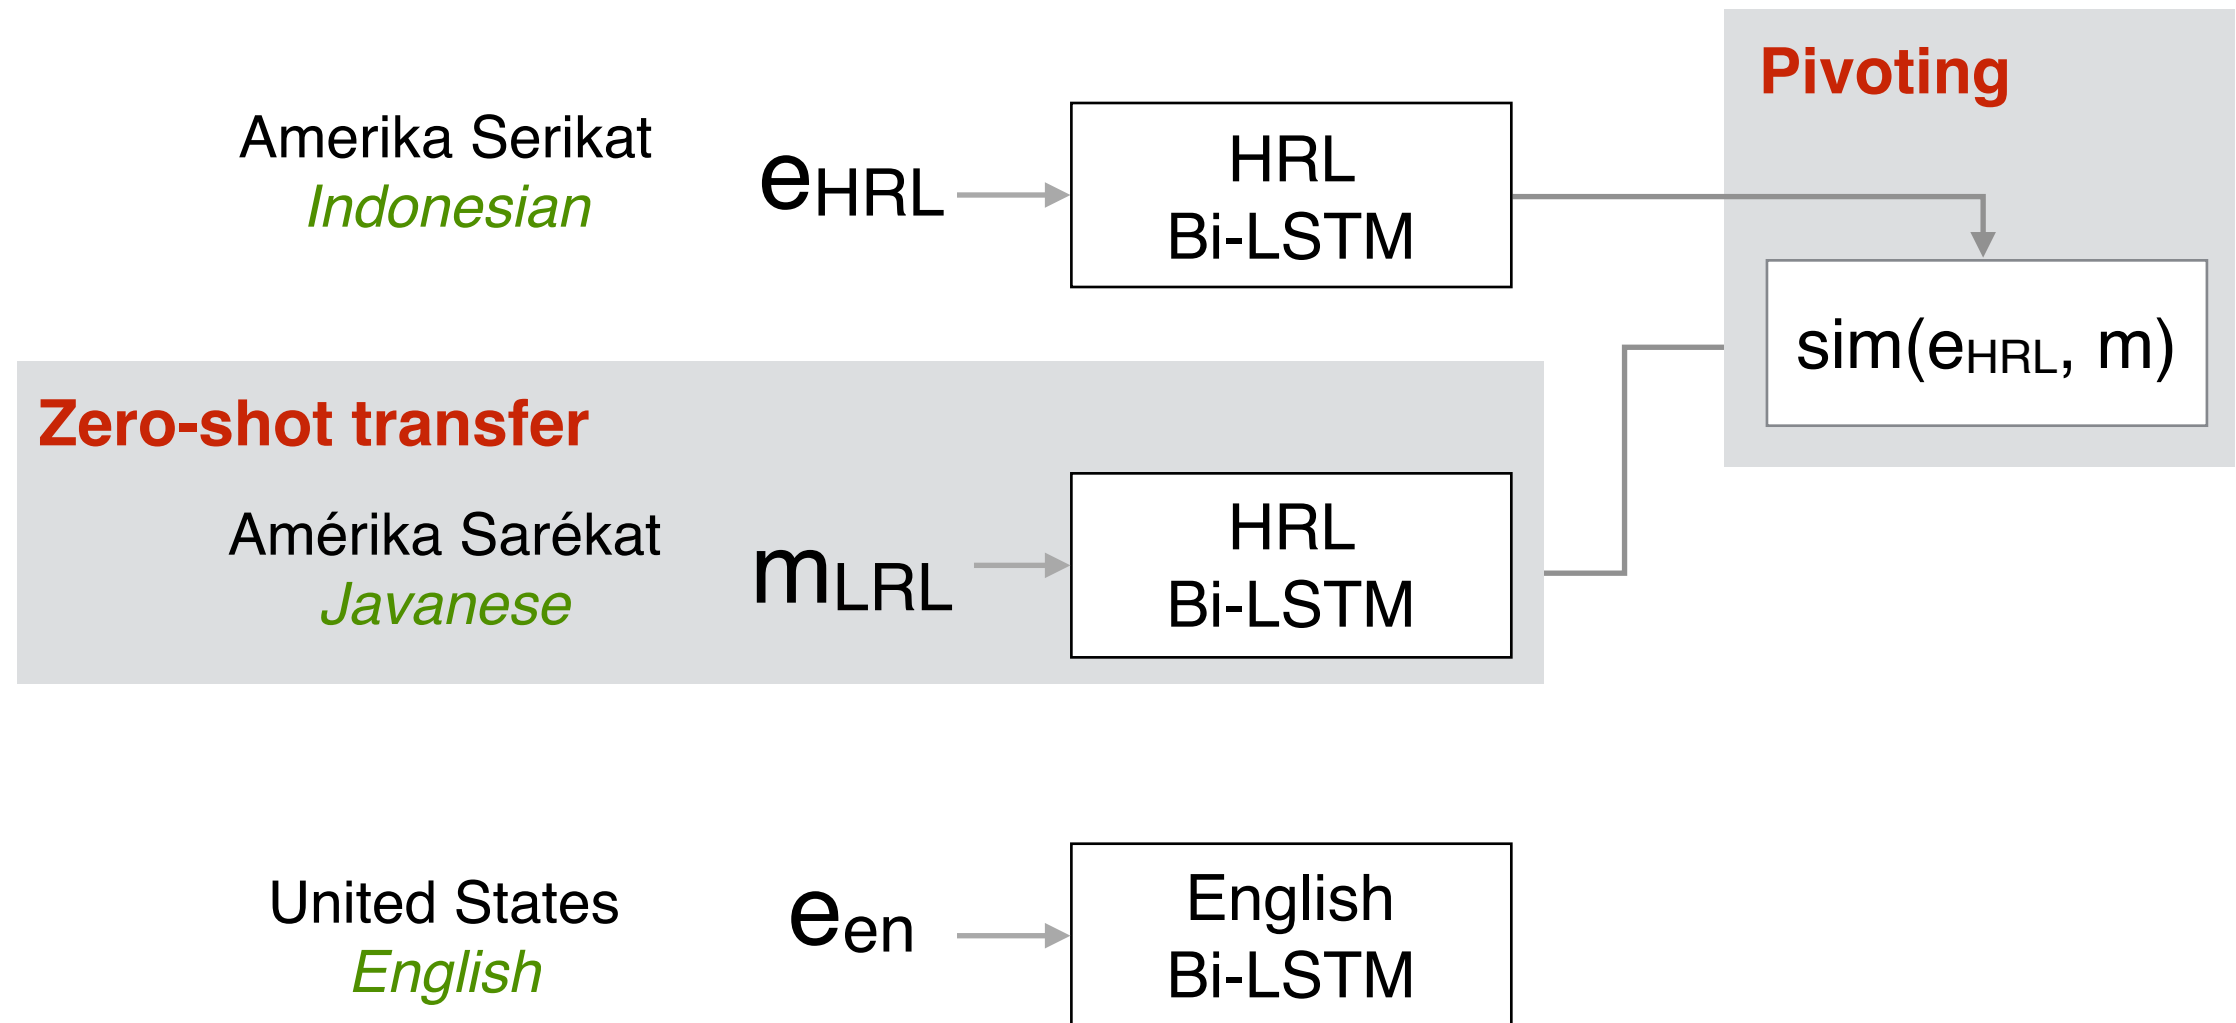 Pivoting
Amerika Serikat
Indonesian
eHRL
HRL
Bi-LSTM
sim(eHRL, m)
Zero-shot transfer
Amérika Sarékat
Javanese
mLRL
HRL
Bi-LSTM
United States
English
een
English
Bi-LSTM